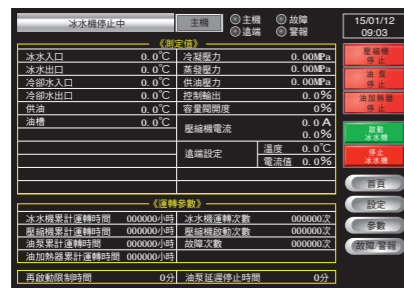 冰水機停止中 主機 主機 故障 15/01/12
遠端 警報 09:03
《測定值》
冰水入口 0.0℃ 冷凝壓力 0.00MPa
冰水出口 0.0℃ 蒸發壓力 0.00MPa
冷卻水入口 0.0℃ 供油壓力 0.00MPa
冷卻水出口 0.0℃ 控制輸出 0.0%
供油 0.0℃ 容量閥開度 0%
油槽 0.0℃ 壓縮機電流 0.0 A
0.0%
遠端設定 溫度 0.0℃
電流值 0.0%
《運轉參數》
冰水機累計運轉時間 000000小時 冰水機運轉次數 000000次
壓縮機累計運轉時間 000000小時 壓縮機啟動次數 000000次
油泵累計運轉時間 000000小時 故障次數 000000次
油加熱器累計運轉時間 000000小時
再啟動限制時間 0分 油泵延遲停止時間 0分
壓縮機
停止
油泵
停止
油加熱器
停止
啟動
冰水機
停止
冰水機
首頁
設定
參數
故障/警報